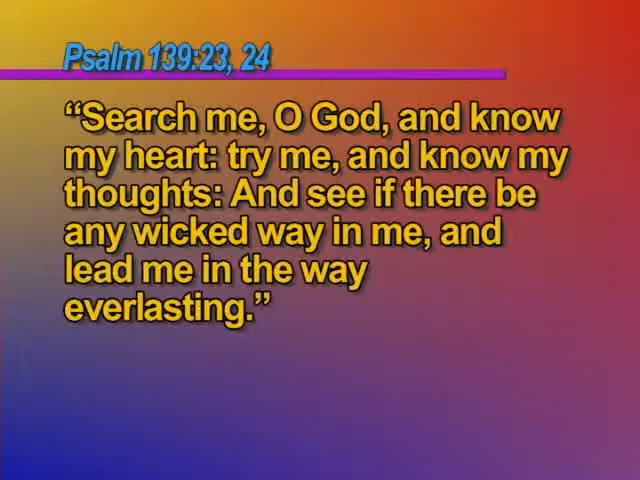 Psalm 139:23, 24
“Search me, O God, and know
my heart: try me, and know my
thoughts: And see if there be
any wicked way in me, and
lead me in the way
everlasting.”